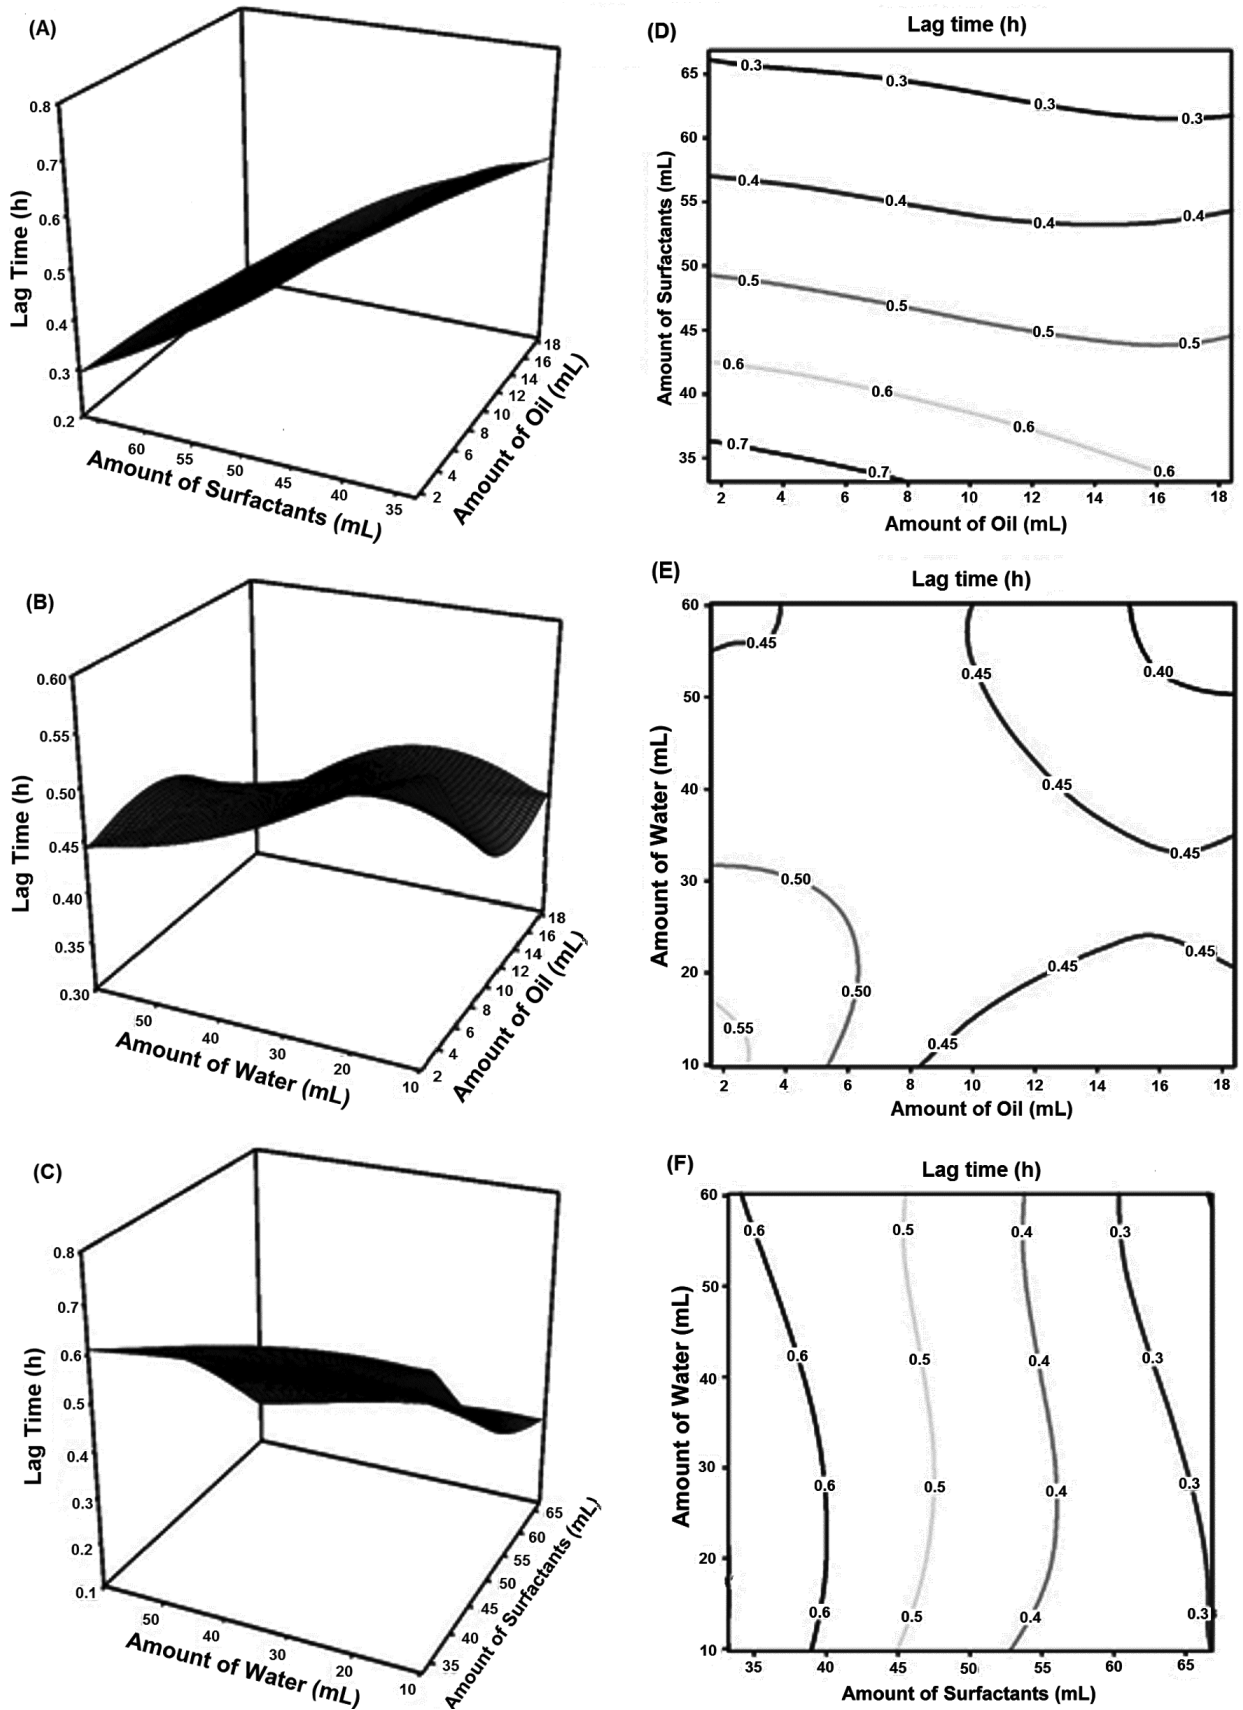 (A)
0.8
0.7
0.6
0.5
0.4
0.3
0.2
Lag Time (h)
60
55
50
45
40
35
Amount of Surfactants (mL)
2
4
6
8
10
12
14
16
18
Amount of Oil (mL)
(D)
Lag time (h)
65
60
55
50
45
40
35
Amount of Surfactants (mL)
0.3 0.3 0.3 0.3
0.4 0.4 0.4 0.4
0.5 0.5 0.5 0.5
0.6 0.6 0.6 0.6
0.7 0.7
2 4 6 8 10 12 14 16 18
Amount of Oil (mL)
(B)
0.60
0.55
0.50
0.45
0.40
0.35
0.30
Lag Time (h)
50
40
30
20
10
Amount of Water (mL)
2
4
6
8
10
12
14
16
18
Amount of Oil (mL)
(E)
Lag time (h)
60
50
40
30
20
10
Amount of Water (mL)
0.45
0.45
0.40
0.45
0.45
0.50
0.45
0.45
0.50
0.55
0.45
2 4 6 8 10 12 14 16 18
Amount of Oil (mL)
(C)
0.8
0.7
0.6
0.5
0.4
0.3
0.2
0.1
Lag Time (h)
50
40
30
20
10
Amount of Water (mL)
35
40
45
50
55
60
65
Amount of Surfactants (mL)
(F)
Lag time (h)
60
50
40
30
20
10
Amount of Water (mL)
0.6 0.5 0.4 0.3
0.6 0.5 0.4 0.3
0.6 0.5 0.4 0.3
0.6 0.5 0.4 0.3
35 40 45 50 55 60 65
Amount of Surfactants (mL)